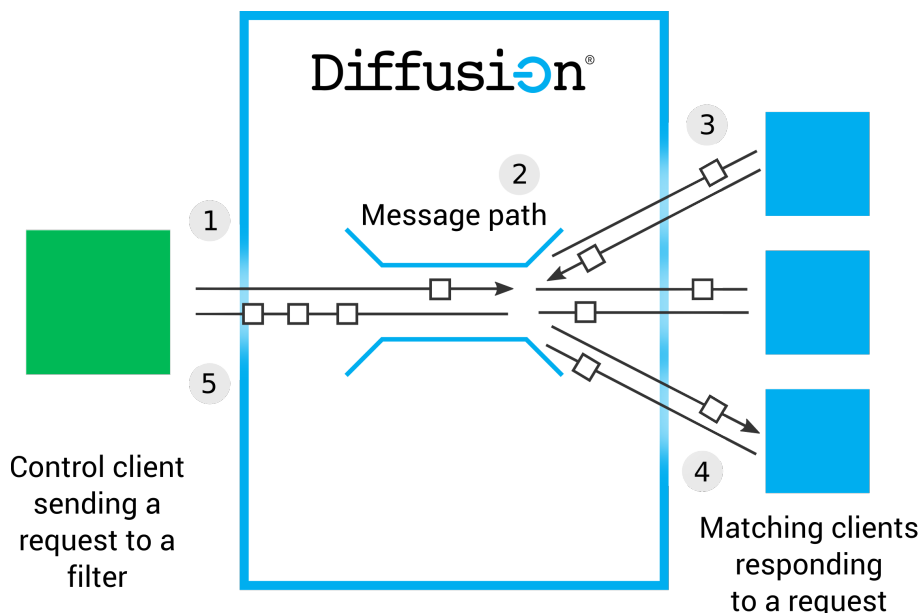 Diffusion®
3
2
Message path
1
5
4
Control client
sending a
request to a
filter
Matching clients
responding
to a request